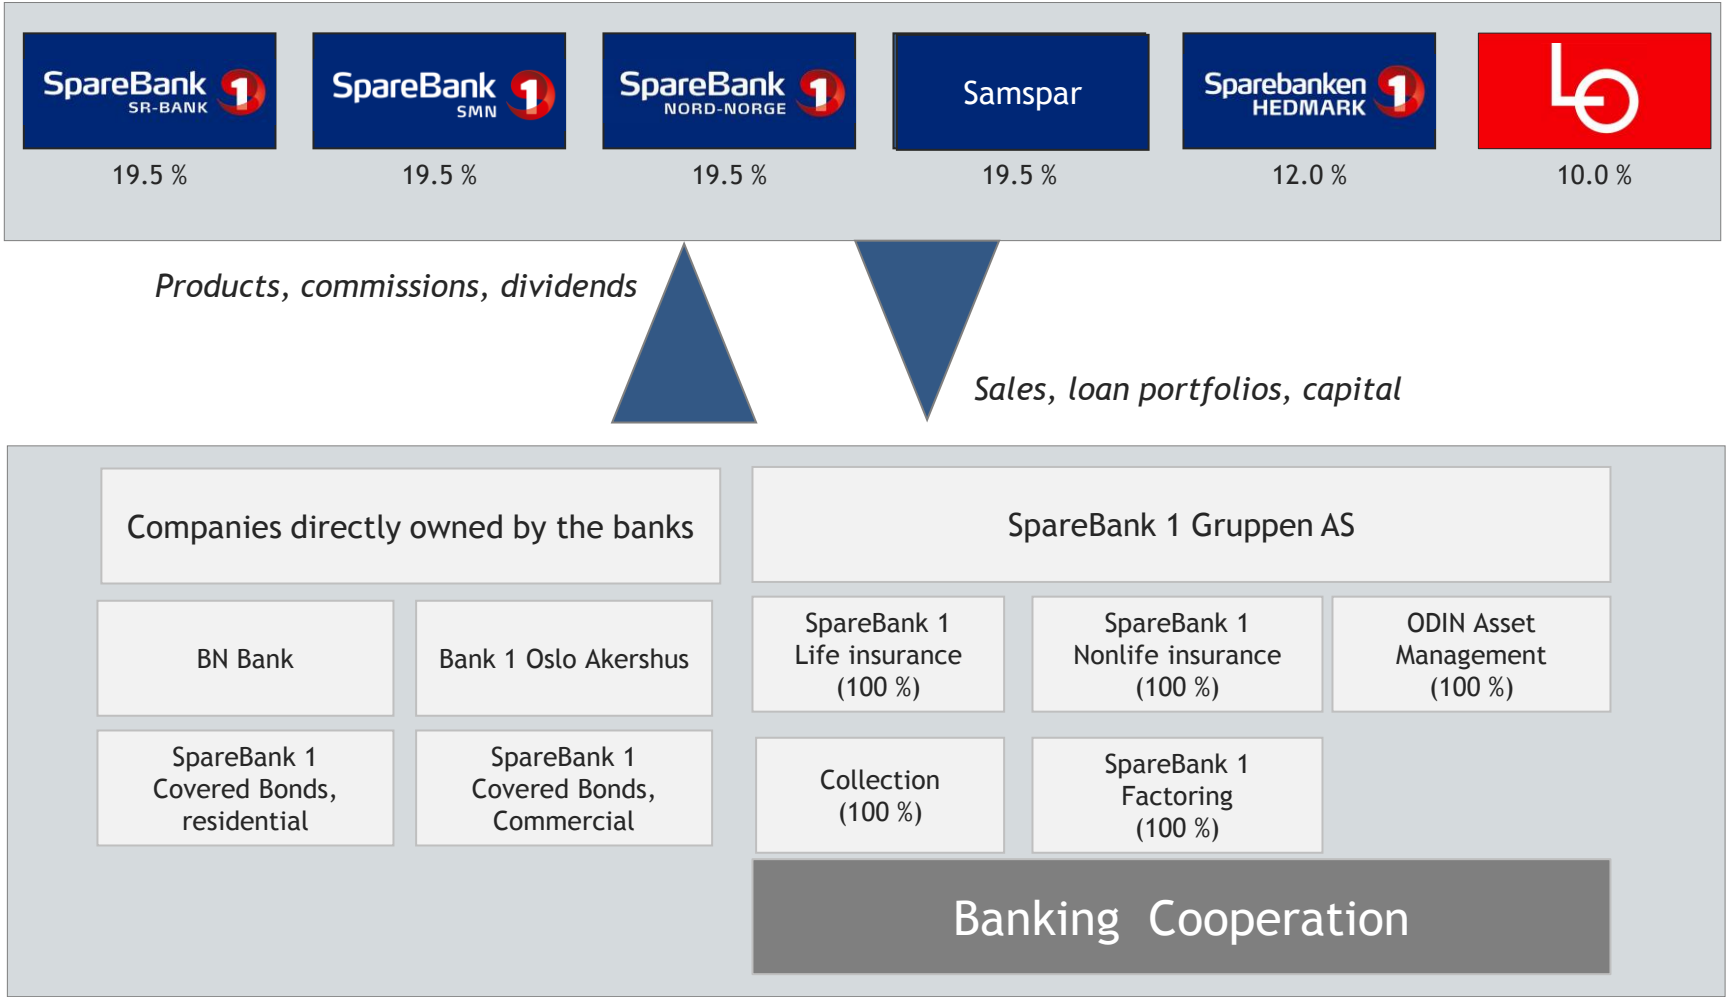 SpareBank 1
SR-BANK
SpareBank 1
SMN
SpareBank 1
NORD-NORGE
Samspar
Sparebanken 1
HEDMARK
LO
19.5 %
19.5 %
19.5 %
19.5 %
12.0 %
10.0 %
Products, commissions, dividends
Sales, loan portfolios, capital
Companies directly owned by the banks
BN Bank
Bank 1 Oslo Akershus
SpareBank 1
Covered Bonds,
residential
SpareBank 1
Covered Bonds,
Commercial
SpareBank 1 Gruppen AS
SpareBank 1
Life insurance
(100 %)
SpareBank 1
Nonlife insurance
(100 %)
ODIN Asset
Management
(100 %)
Collection
(100 %)
SpareBank 1
Factoring
(100 %)
Banking Cooperation